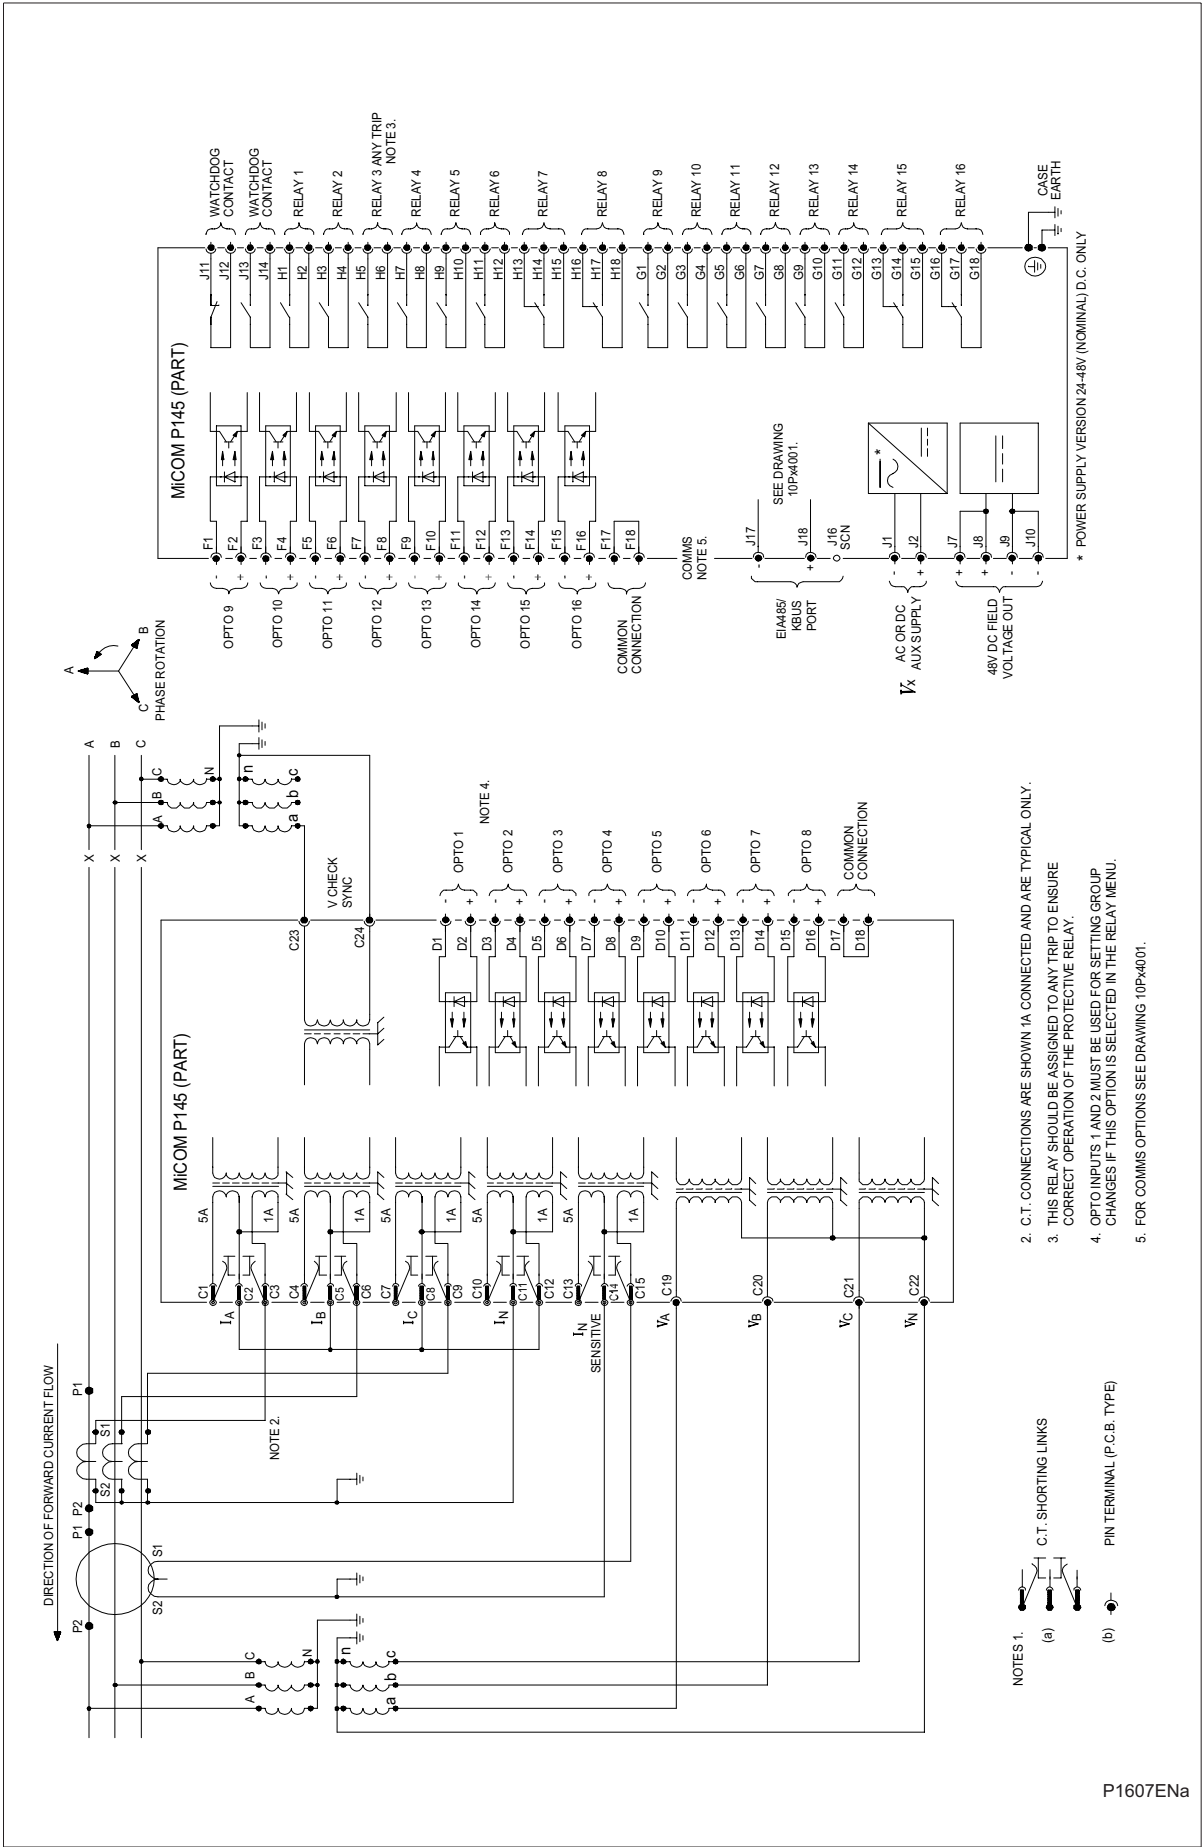 DIRECTION OF FORWARD CURRENT FLOW
P2
P1
P2
P1
S2
S1
S2
S1
A
B
C
N
n
a
b
c
NOTE 2.
MiCOM P145 (PART)
IA
IB
IC
IN
IN
SENSITIVE
VA
VB
VC
VN
C1
C2
C3
C4
C5
C6
C7
C8
C9
C10
C11
C12
C13
C14
C15
C19
C20
C21
C22
5A
1A
5A
1A
5A
1A
5A
1A
5A
1A
C23
C24
V CHECK
SYNC
X
X
X
A
B
C
A
B
C
N
n
a
b
c
A
B
C
PHASE ROTATION
D1
D2
D3
D4
D5
D6
D7
D8
D9
D10
D11
D12
D13
D14
D15
D16
D17
D18
-
+
-
+
-
+
-
+
-
+
-
+
-
+
-
+
OPTO 1
NOTE 4.
OPTO 2
OPTO 3
OPTO 4
OPTO 5
OPTO 6
OPTO 7
OPTO 8
COMMON
CONNECTION
MiCOM P145 (PART)
OPTO 9
OPTO 10
OPTO 11
OPTO 12
OPTO 13
OPTO 14
OPTO 15
OPTO 16
COMMON
CONNECTION
-
+
-
+
-
+
-
+
-
+
-
+
-
+
-
+
F1
F2
F3
F4
F5
F6
F7
F8
F9
F10
F11
F12
F13
F14
F15
F16
F17
F18
COMMS
NOTE 5.
EIA485/
KBUS
PORT
-
+
J17
J18
J16
SCN
SEE DRAWING
10Px4001.
Vx
AC OR DC
AUX SUPPLY
-
+
J1
J2
*
48V DC FIELD
VOLTAGE OUT
+
+
-
-
J7
J8
J9
J10
J11
J12
J13
J14
H1
H2
H3
H4
H5
H6
H7
H8
H9
H10
H11
H12
H13
H14
H15
H16
H17
H18
G1
G2
G3
G4
G5
G6
G7
G8
G9
G10
G11
G12
G13
G14
G15
G16
G17
G18
WATCHDOG
CONTACT
WATCHDOG
CONTACT
RELAY 1
RELAY 2
RELAY 3 ANY TRIP
NOTE 3.
RELAY 4
RELAY 5
RELAY 6
RELAY 7
RELAY 8
RELAY 9
RELAY 10
RELAY 11
RELAY 12
RELAY 13
RELAY 14
RELAY 15
RELAY 16
CASE
EARTH
* POWER SUPPLY VERSION 24-48V (NOMINAL) D.C. ONLY
NOTES 1.
(a)
C.T. SHORTING LINKS
(b)
PIN TERMINAL (P.C.B. TYPE)
2. C.T. CONNECTIONS ARE SHOWN 1A CONNECTED AND ARE TYPICAL ONLY.
3. THIS RELAY SHOULD BE ASSIGNED TO ANY TRIP TO ENSURE
CORRECT OPERATION OF THE PROTECTIVE RELAY.
4. OPTO INPUTS 1 AND 2 MUST BE USED FOR SETTING GROUP
CHANGES IF THIS OPTION IS SELECTED IN THE RELAY MENU.
5. FOR COMMS OPTIONS SEE DRAWING 10Px4001.
P1607ENa